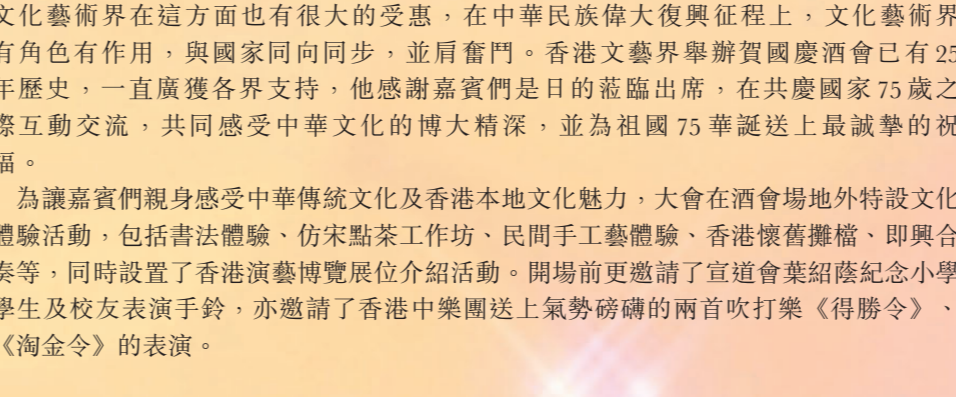 文化藝術界在這方面也有很大的受惠，在中華民族偉大復興征程上，文化藝術界
有角色有作用，與國家同向同步，並肩奮鬥。香港文藝界舉辦賀國慶酒會已有25
年歷史，一直廣獲各界支持，他感謝嘉賓們是日的蒞臨出席，在共慶國家75歲之
際互動交流，共同感受中華文化的博大精深，並為祖國75華誕送上最誠摯的祝
福。
為讓嘉賓們親身感受中華傳統文化及香港本地文化魅力，大會在酒會場地外特設文化
體驗活動，包括書法體驗、仿宋點茶工作坊、民間手工藝體驗、香港懷舊攤檔、即興合
奏等，同時設置了香港演藝博覽展位介紹活動。開場前更邀請了宣道會葉紹蔭紀念小學
學生及校友表演手鈴，亦邀請了香港中樂團送上氣勢磅礴的兩首吹打樂《得勝令》、
《淘金令》的表演。